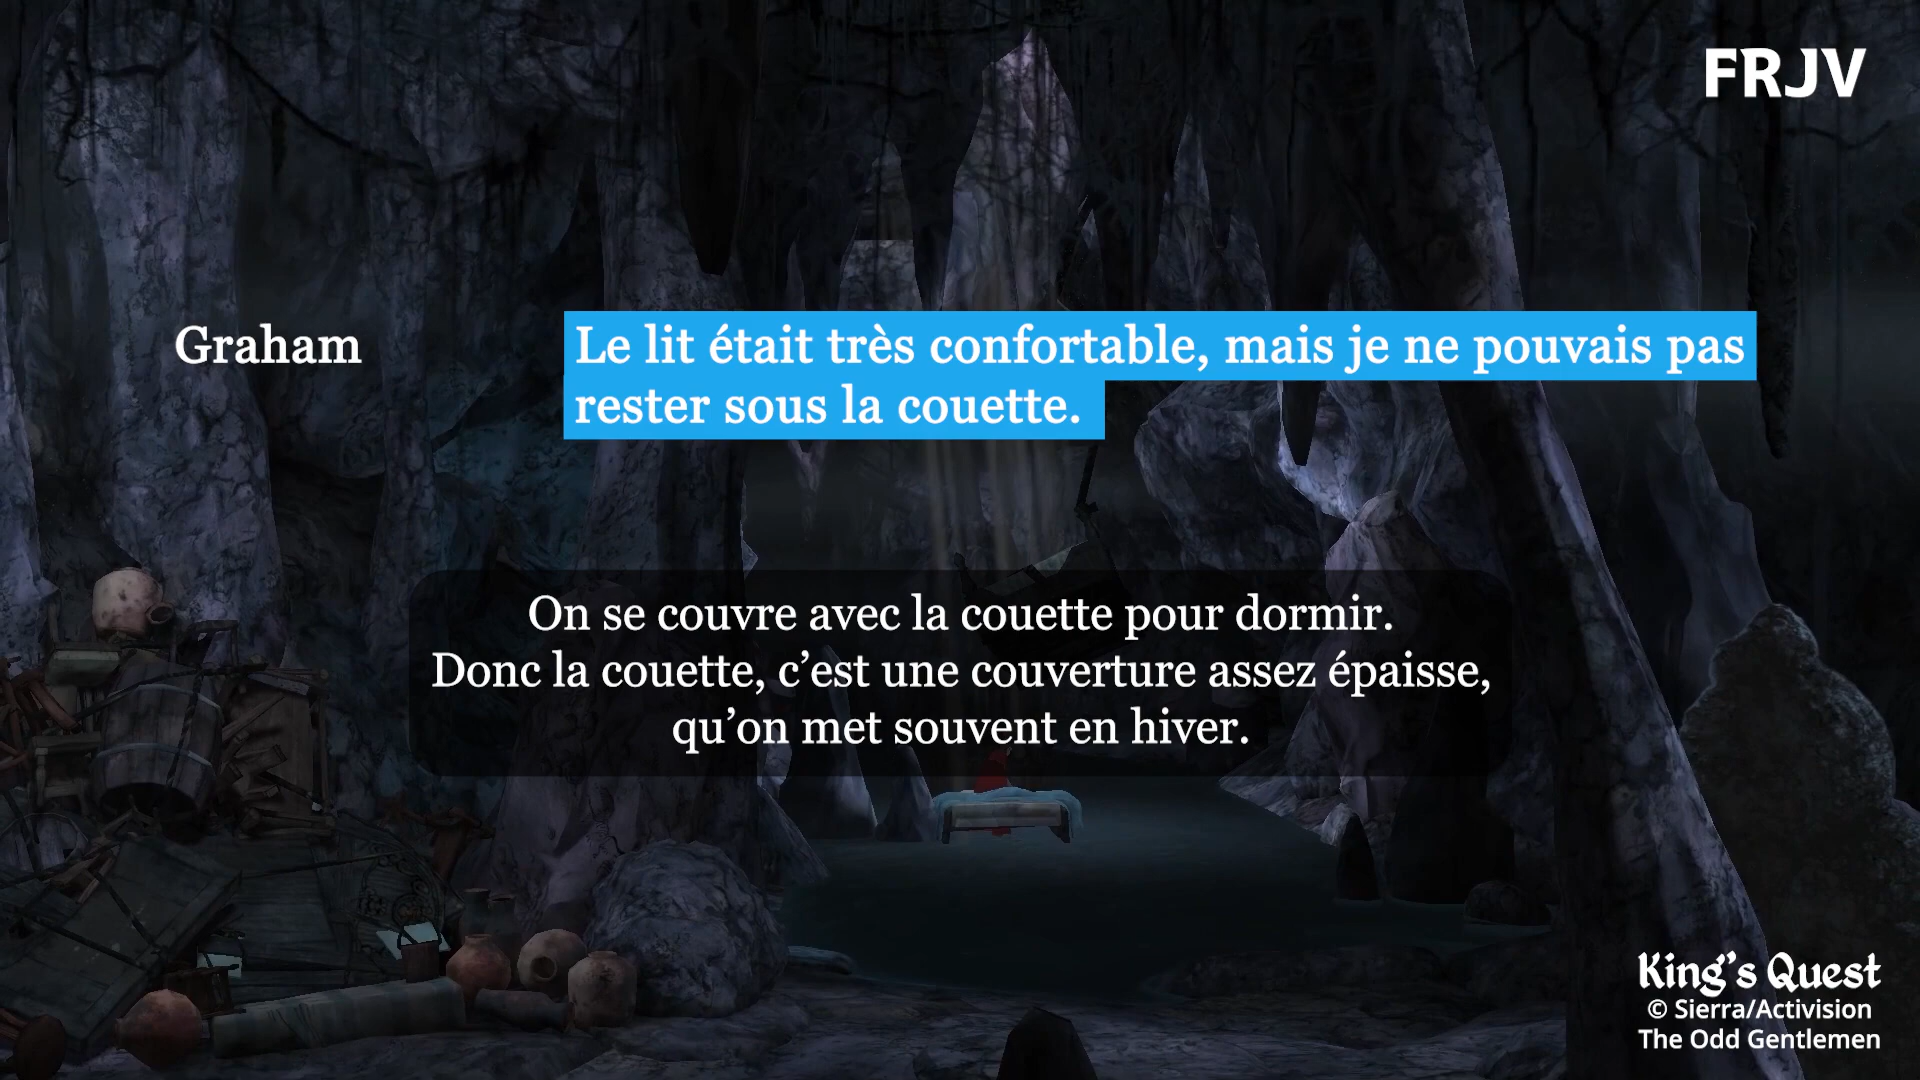 FRJV
Graham
Le lit était très confortable, mais je ne pouvais pas
rester sous la couette.
On se couvre avec la couette pour dormir.
Donc la couette, c’est une couverture assez épaisse,
qu’on met souvent en hiver.
King’s Quest
© Sierra/Activision
The Odd Gentlemen